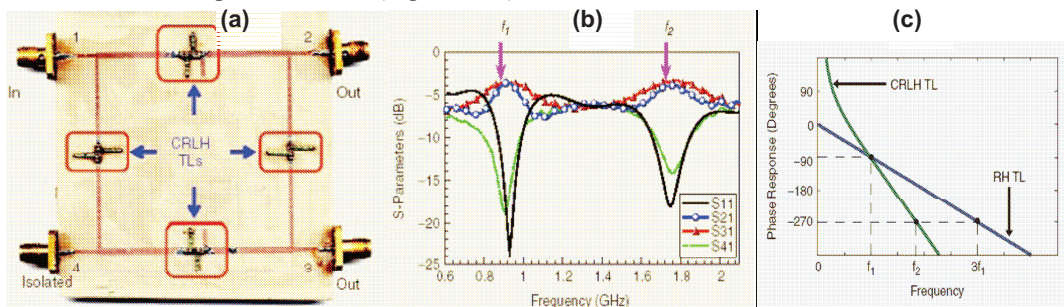 (a)
1
2
In
Out
CRLH
TLs
4
3
Isolated
Out
(b)
f1
f2
0
-5
-10
-15
-20
-25
S-Parameters (dB)
S11
S21
S31
S41
0.6 0.8 1.0 1.2 1.4 1.6 1.8 2.0
Frequency (GHz)
(c)
CRLH TL
90
0
-90
-180
-270
Phase Response (Degrees)
RH TL
0 f1 f2 3f1
Frequency